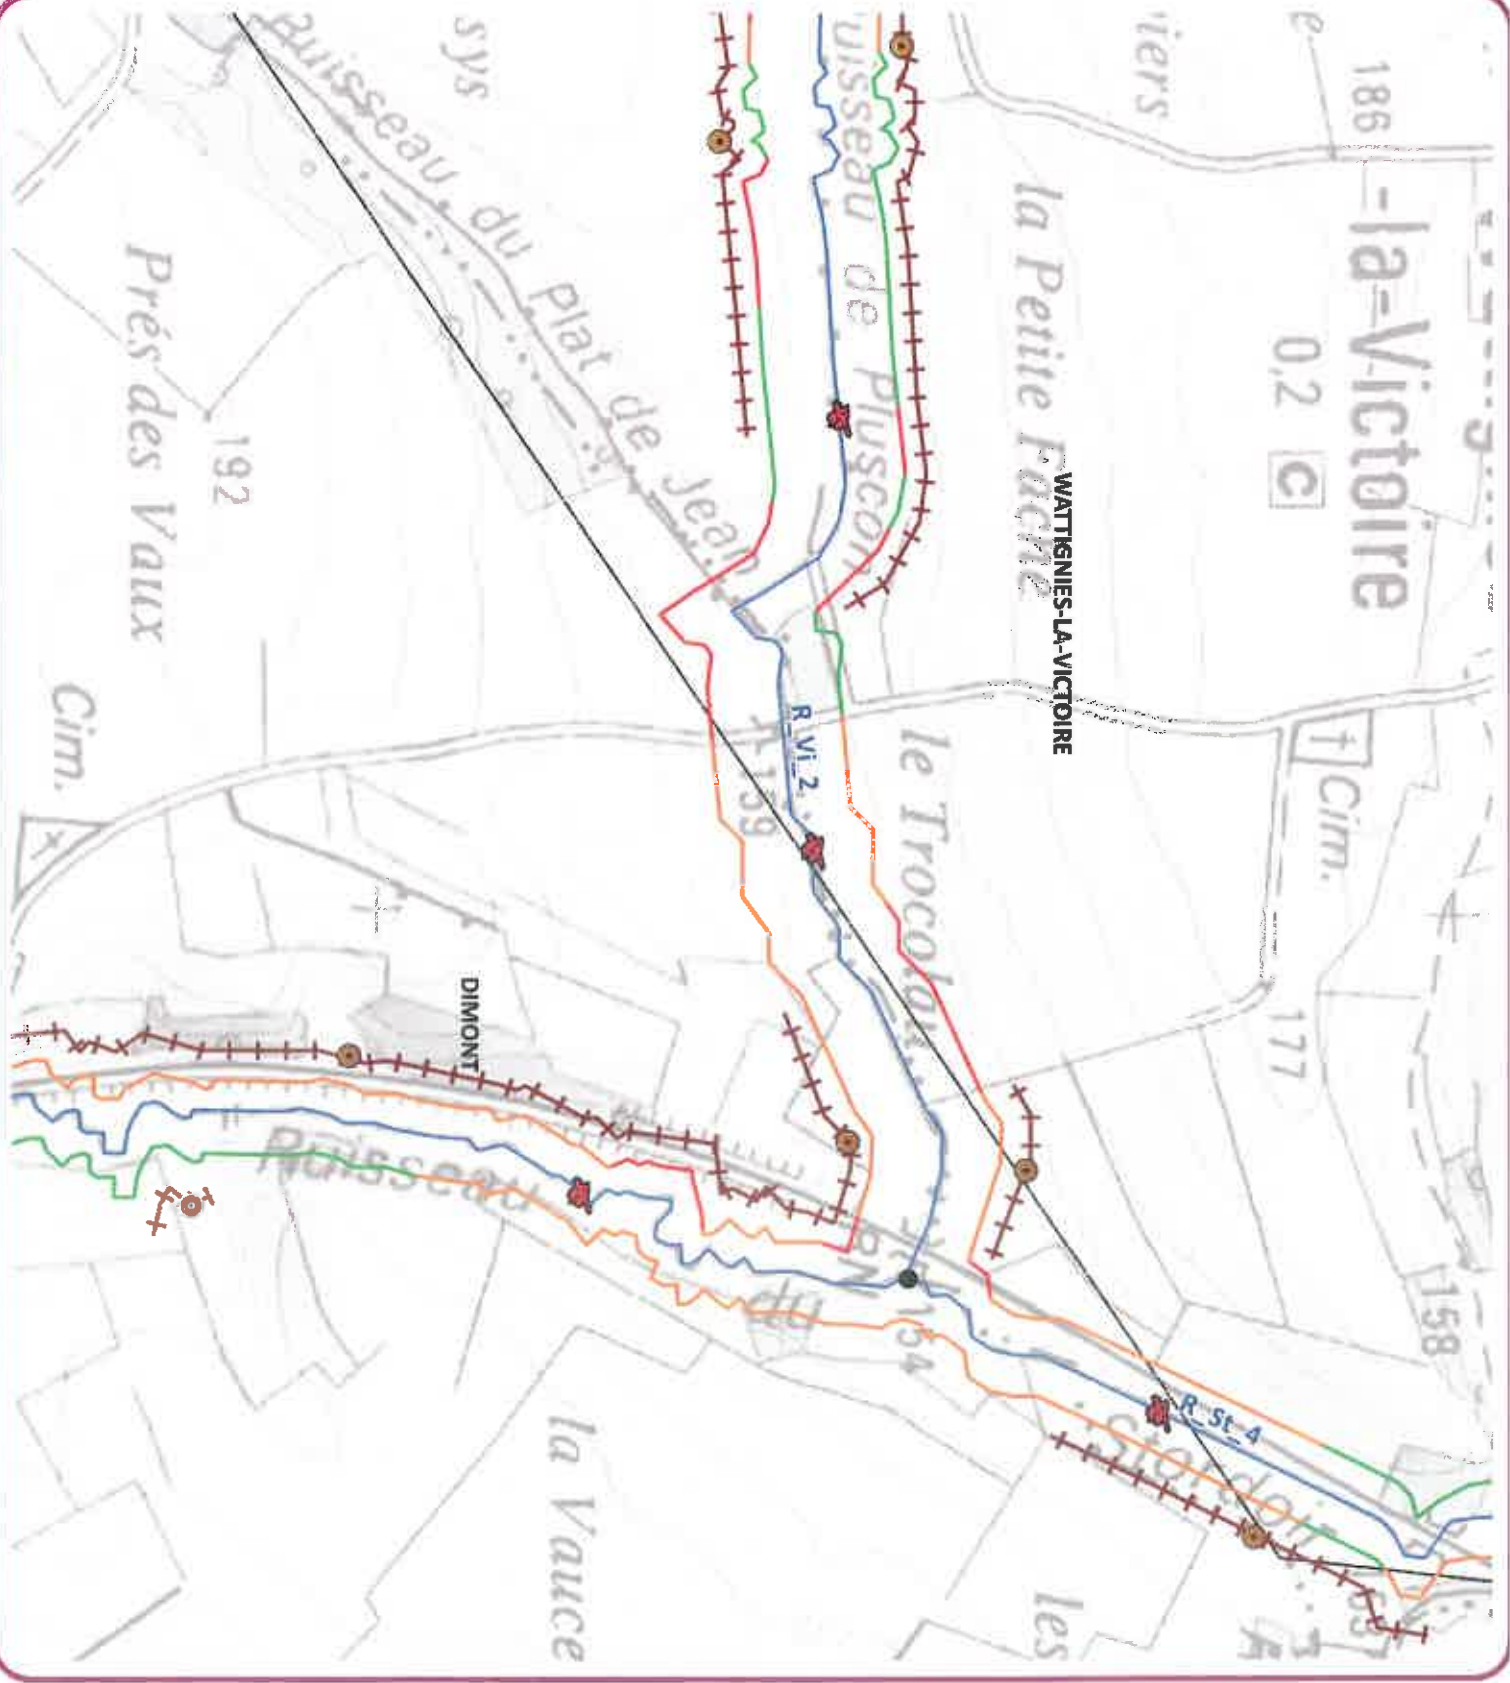 186
-la-Victoire
0,2 C
la Petite Fache
WATTIGNIES-LA-VICTOIRE
Cim.
177
158
iers
le Trocolau
Ruisseau de Pluscon
sys
Ruisseau du Plat de Jean
R_Vi_2
159
154
R_St_4
Prés des Vaux
192
Cim.
DIMONT
Ruisseau
du
Stordoir
la Vauce
les